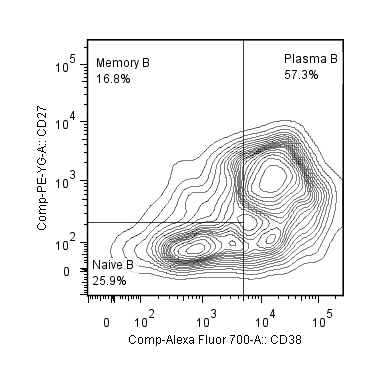 Memory B
16.8%
Plasma B
57.3%
Naive B
25.9%
10^5
10^4
10^3
10^2
0
Comp-PE-YG-A:: CD27
0
10^2
10^3
10^4
10^5
Comp-Alexa Fluor 700-A:: CD38